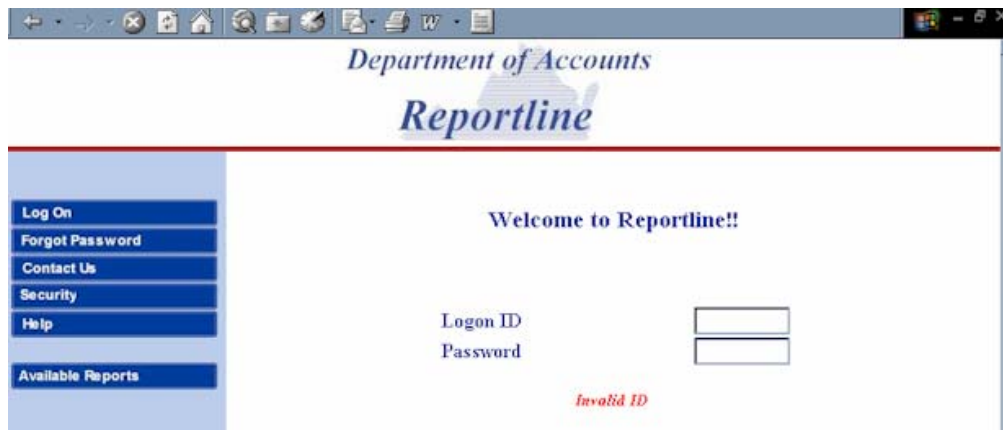 Department of Accounts
Reportline
Log On
Forgot Password
Contact Us
Security
Help
Available Reports
Welcome to Reportline!!
Logon ID
Password
Invalid ID